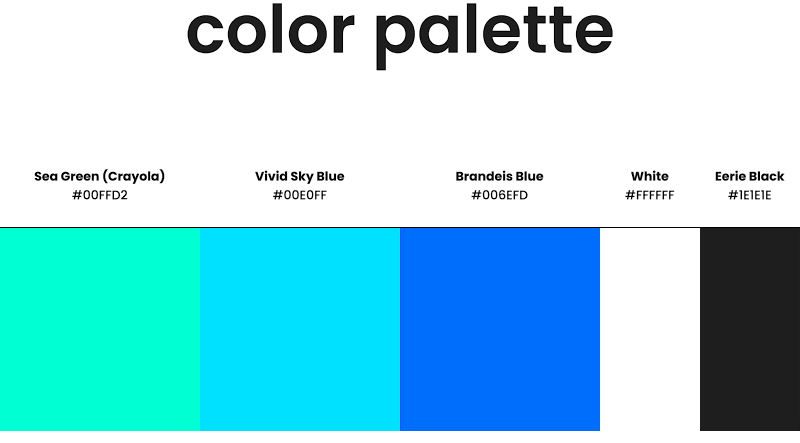 color palette
Sea Green (Crayola)
#00FFD2
Vivid Sky Blue
#00E0FF
Brandeis Blue
#006EFD
White
#FFFFFF
Eerie Black
#1E1E1E